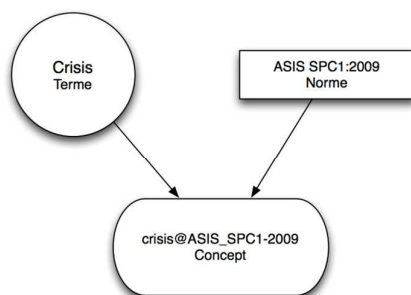 Crisis
Terme
ASIS SPC1:2009
Norme
crisis@ASIS_SPC1-2009
Concept